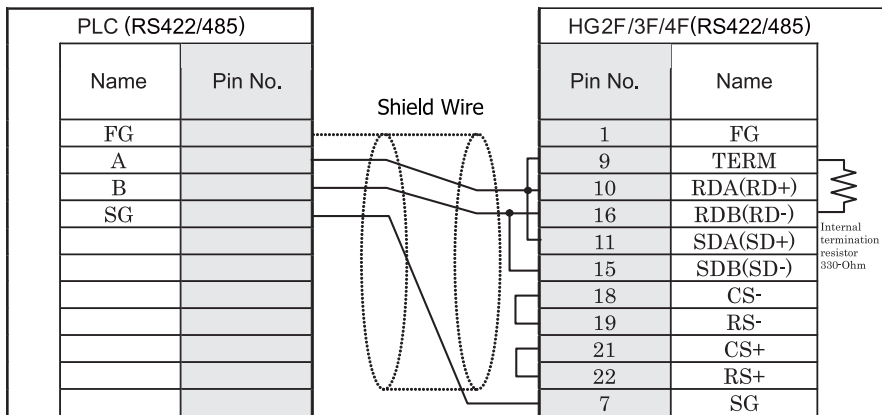 PLC (RS422/485)
Name Pin No.
FG
A
B
SG
Shield Wire
HG2F/3F/4F(RS422/485)
Pin No. Name
1 FG
9 TERM
10 RDA(RD+)
16 RDB(RD-)
11 SDA(SD+)
15 SDB(SD-)
18 CS-
19 RS-
21 CS+
22 RS+
7 SG
Internal
termination
resistor
330-Ohm